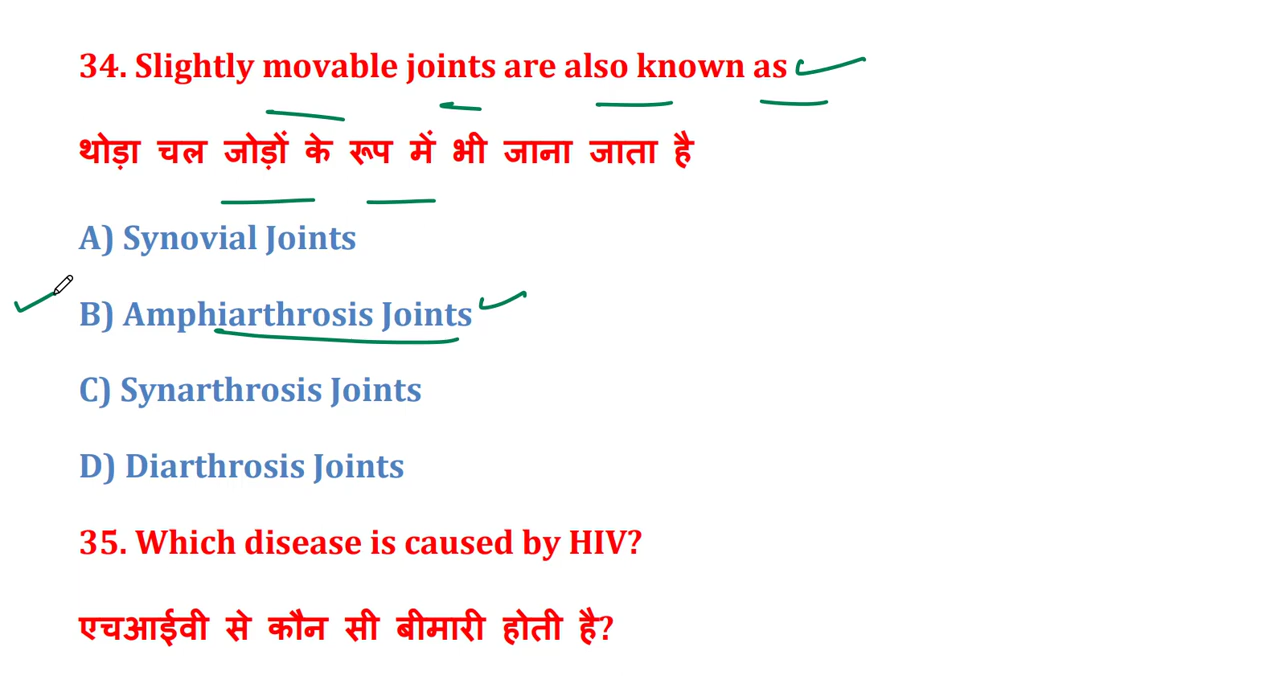 34. Slightly movable joints are also known as
थोड़ा चल जोड़ों के रूप में भी जाना जाता है
A) Synovial Joints
B) Amphiarthrosis Joints
C) Synarthrosis Joints
D) Diarthrosis Joints
35. Which disease is caused by HIV?
एचआईवी से कौन सी बीमारी होती है?